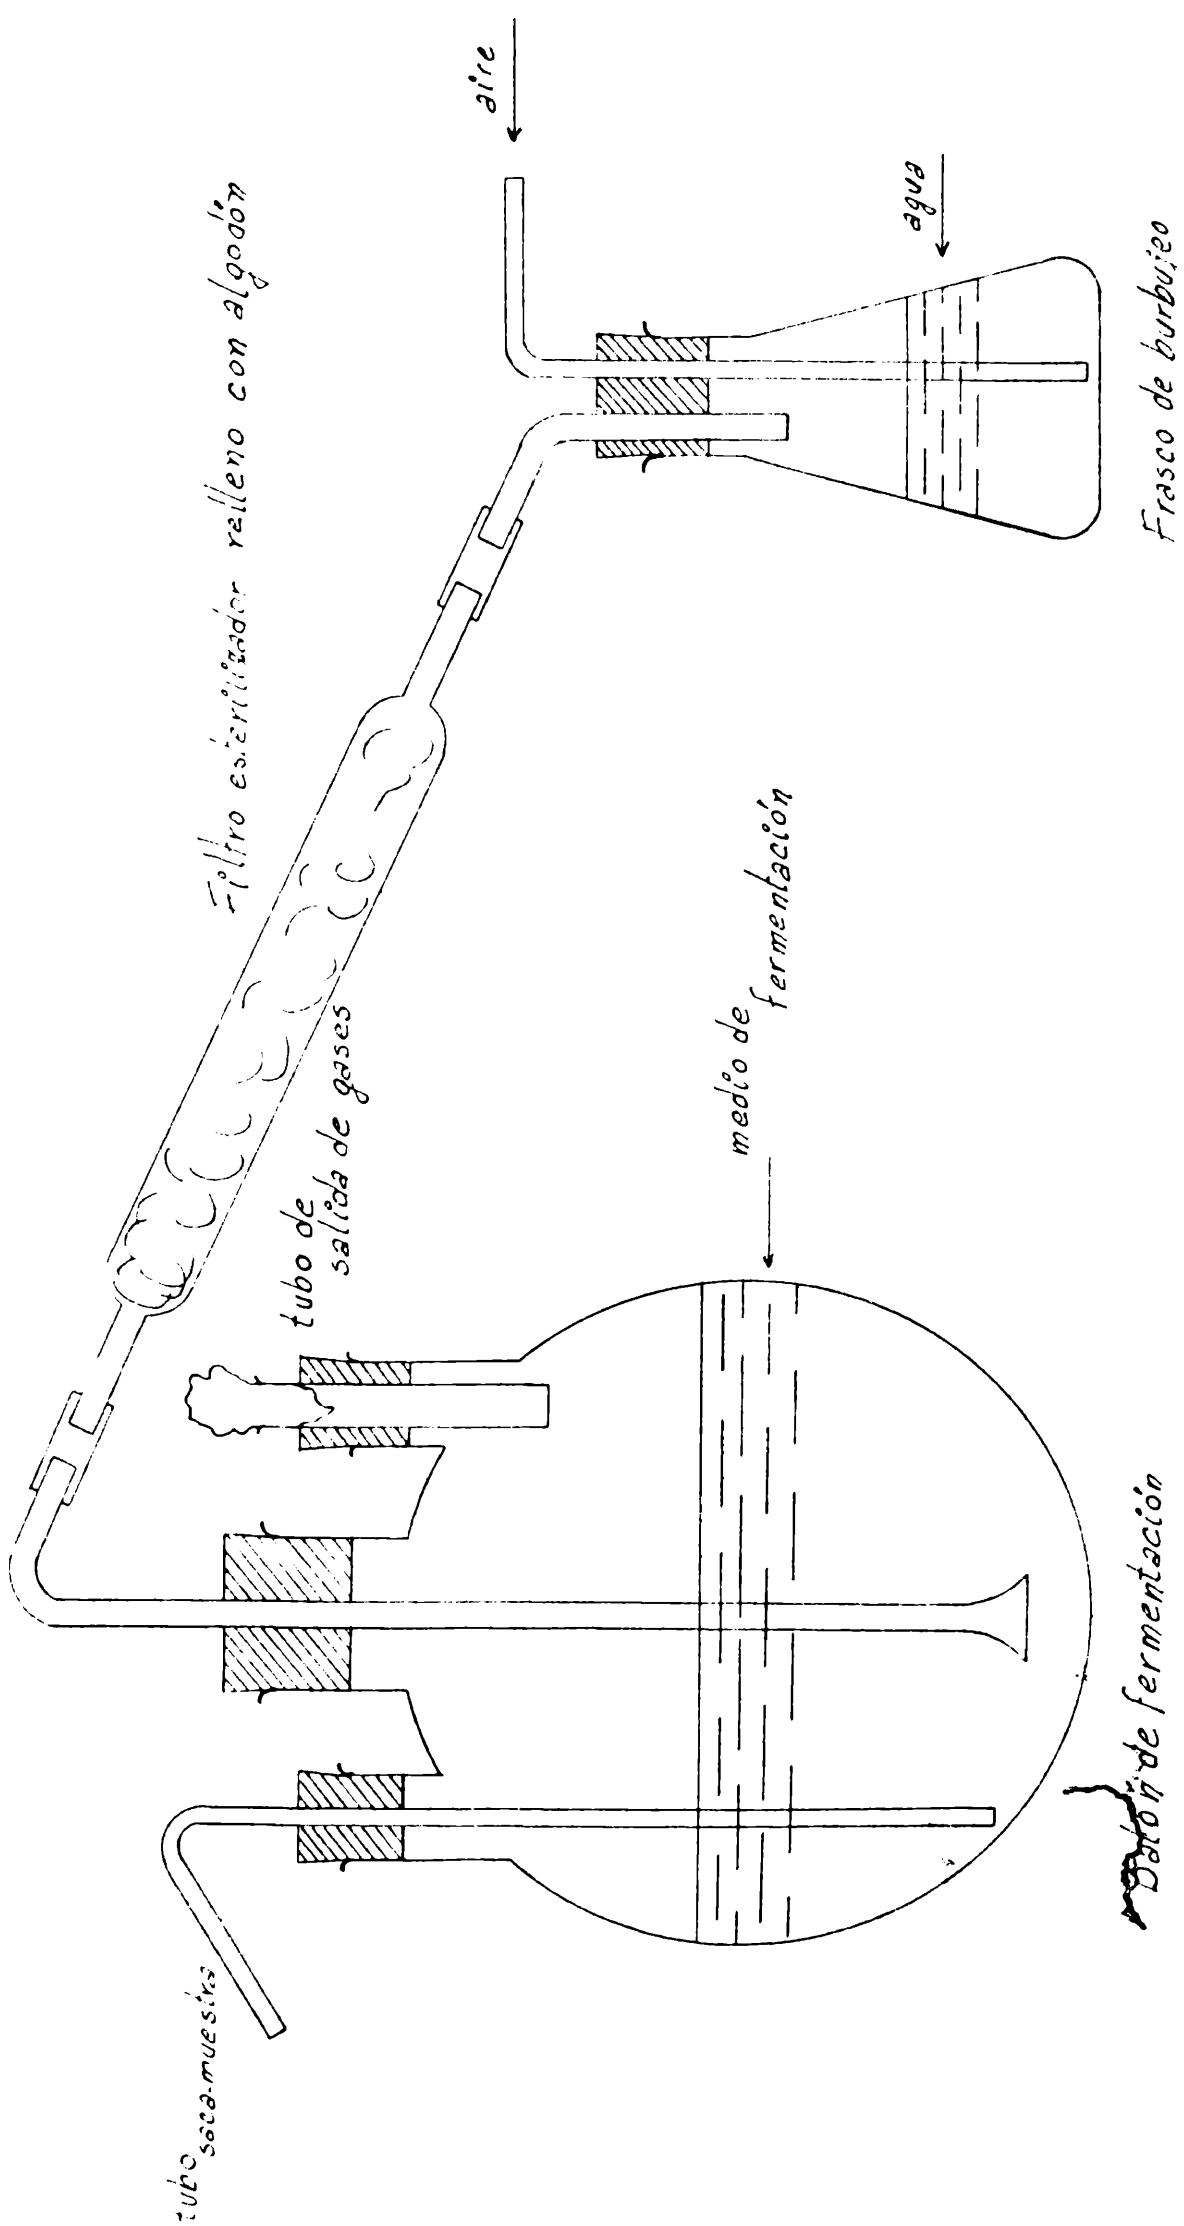 tubo
saca-muestra
tubo de
salida de gases
Filtro esterilizador relleno con algodón
aire
medio de
fermentación
agua
Balón de fermentación
Frasco de burbujeo